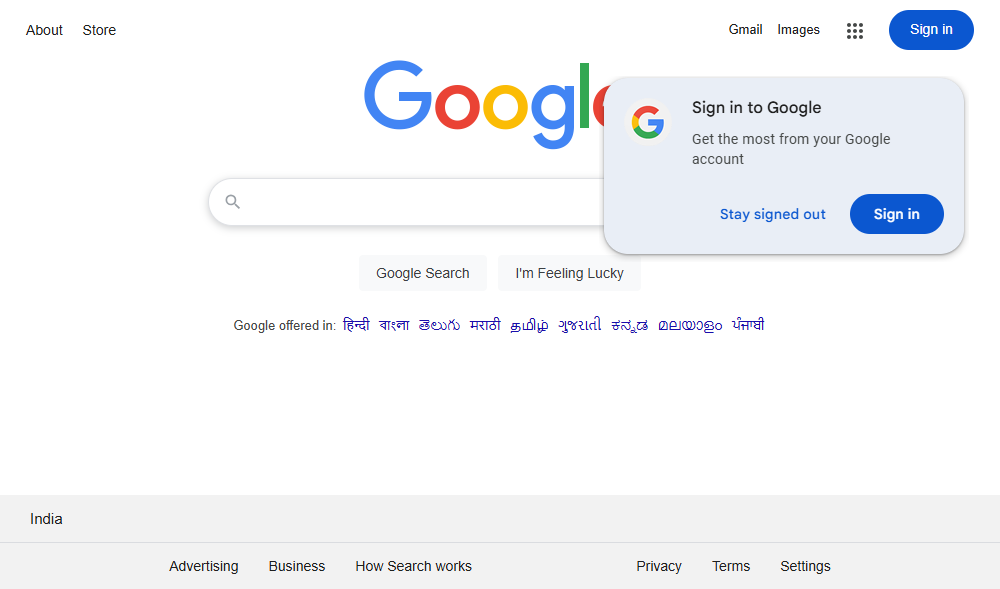 About Store Gmail Images Sign in
Google
Sign in to Google
Get the most from your Google
account
Stay signed out Sign in
Google Search I'm Feeling Lucky
Google offered in: हिन्दी বাংলা తెలుగు मराठी தமிழ் ગુજરાતી ಕನ್ನಡ മലയാളം ਪੰਜਾਬੀ
India
Advertising Business How Search works Privacy Terms Settings